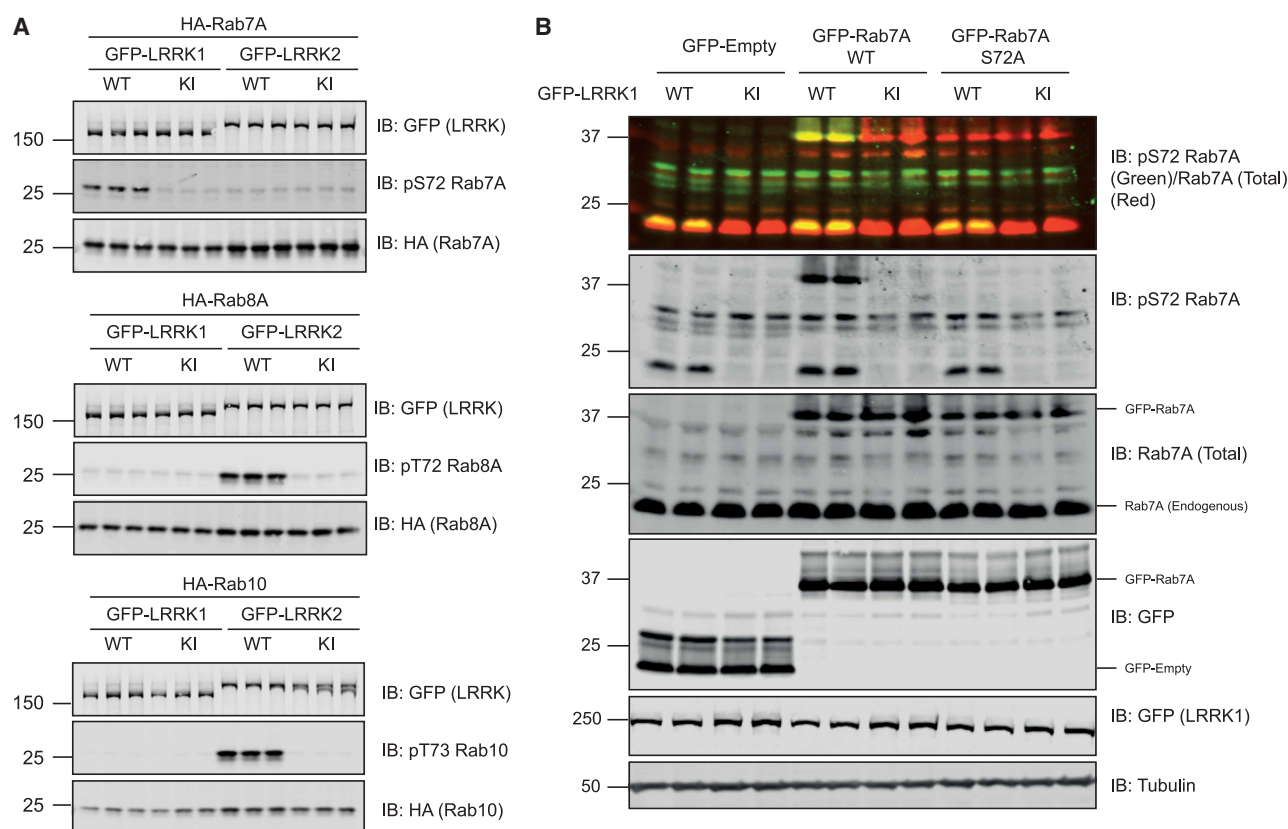 A
HA-Rab7A
GFP-LRRK1 GFP-LRRK2
WT KI WT KI
150
IB: GFP (LRRK)
25
IB: pS72 Rab7A
25
IB: HA (Rab7A)
HA-Rab8A
GFP-LRRK1 GFP-LRRK2
WT KI WT KI
150
IB: GFP (LRRK)
25
IB: pT72 Rab8A
25
IB: HA (Rab8A)
HA-Rab10
GFP-LRRK1 GFP-LRRK2
WT KI WT KI
150
IB: GFP (LRRK)
25
IB: pT73 Rab10
25
IB: HA (Rab10)
B
GFP-Empty GFP-Rab7A WT GFP-Rab7A S72A
GFP-LRRK1 WT KI WT KI WT KI
37
25
IB: pS72 Rab7A
(Green)/Rab7A (Total)
(Red)
37
25
IB: pS72 Rab7A
37
25
GFP-Rab7A
IB: Rab7A (Total)
Rab7A (Endogenous)
37
25
GFP-Rab7A
IB: GFP
GFP-Empty
250
IB: GFP (LRRK1)
50
IB: Tubulin